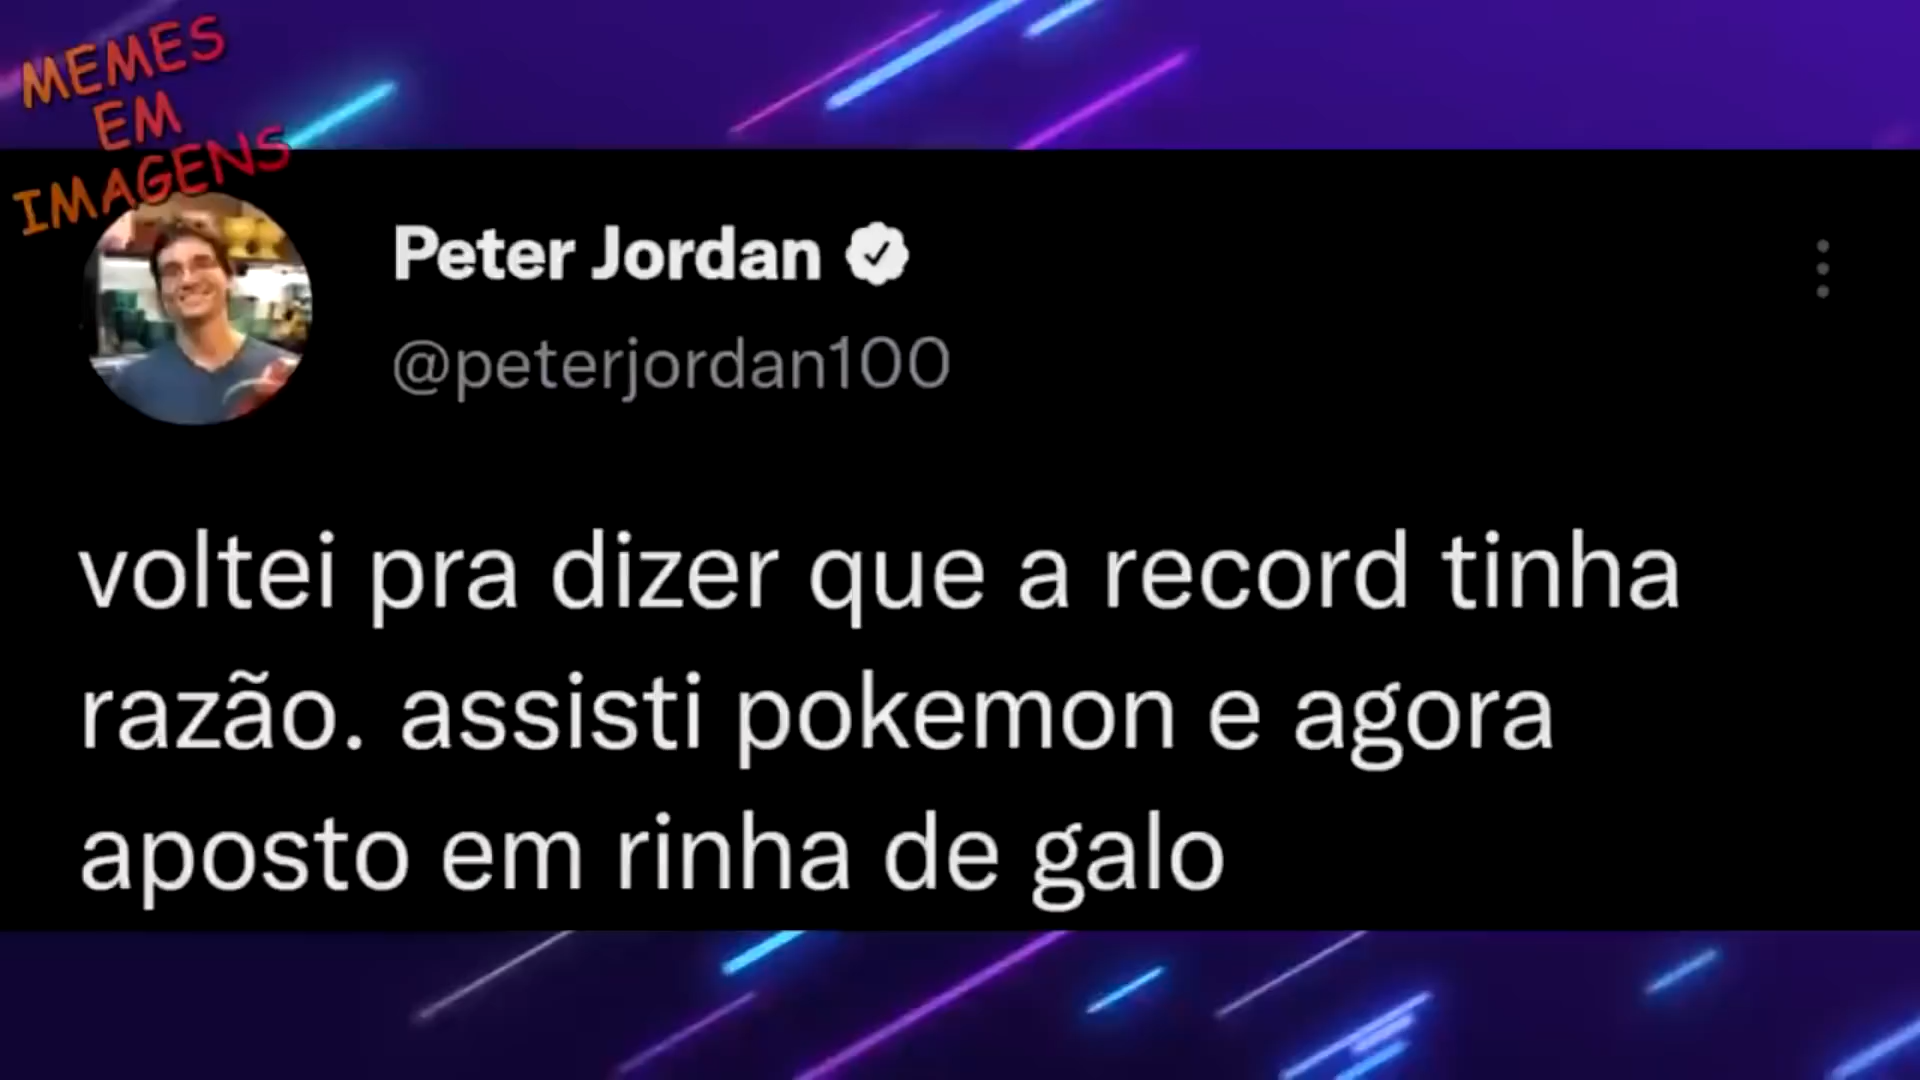 MEMES
EM
IMAGENS
Peter Jordan
@peterjordan100
voltei pra dizer que a record tinha
razão. assisti pokemon e agora
aposto em rinha de galo